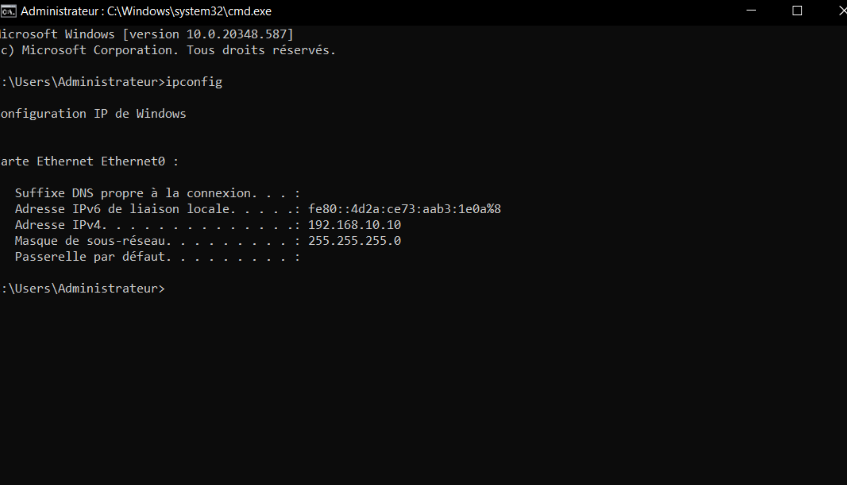 Administrateur : C:\Windows\system32\cmd.exe
Microsoft Windows [version 10.0.20348.587]
c) Microsoft Corporation. Tous droits réservés.
:\Users\Administrateur>ipconfig
onfiguration IP de Windows
arte Ethernet Ethernet0 :
Suffixe DNS propre à la connexion. . . :
Adresse IPv6 de liaison locale. . . . .: fe80::4d2a:ce73:aab3:1e0a%8
Adresse IPv4. . . . . . . . . . . . . .: 192.168.10.10
Masque de sous-réseau. . . . . . . . . : 255.255.255.0
Passerelle par défaut. . . . . . . . . :
:\Users\Administrateur>